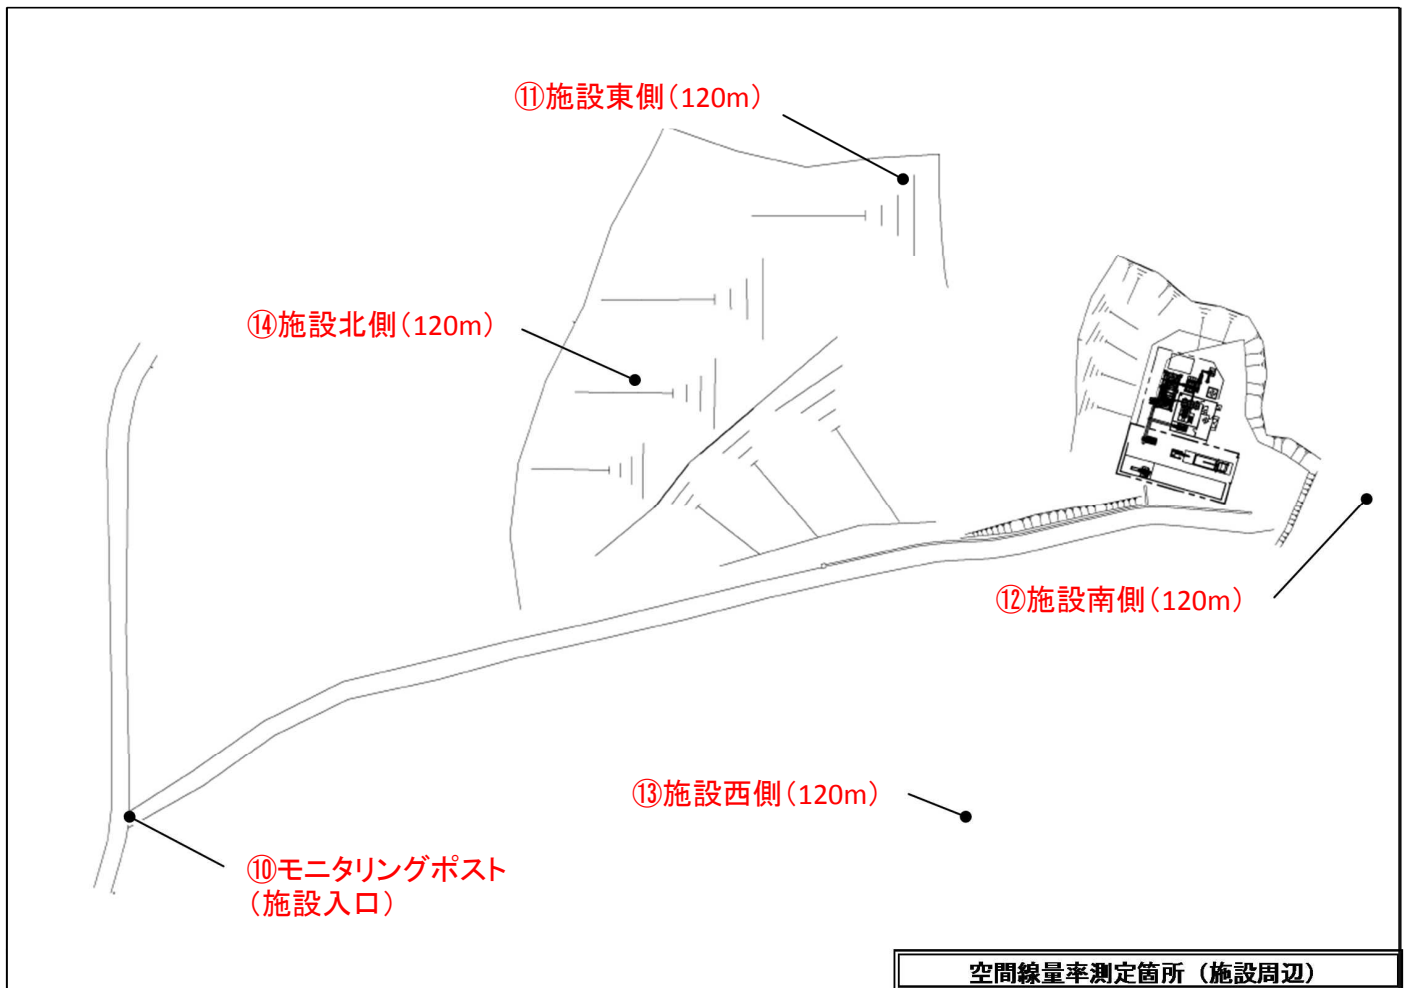 ⑪施設東側(120m)
⑭施設北側(120m)
⑫施設南側(120m)
⑬施設西側(120m)
⑩モニタリングポスト
(施設入口)
空間線量率測定箇所(施設周辺)